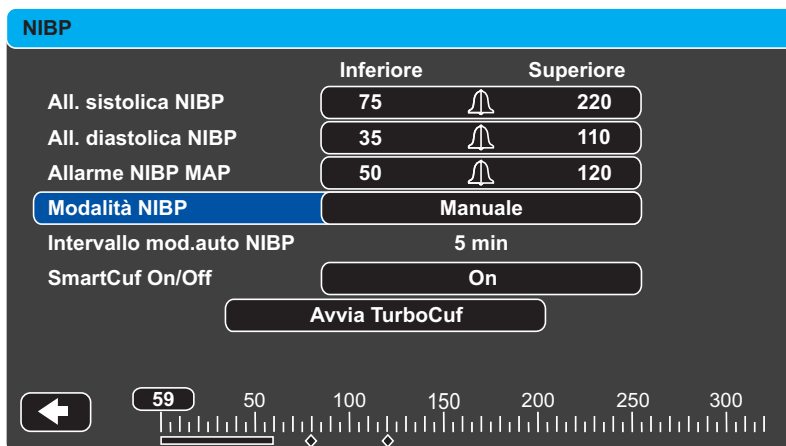 NIBP
Inferiore Superiore
All. sistolica NIBP 75 220
All. diastolica NIBP 35 110
Allarme NIBP MAP 50 120
Modalità NIBP Manuale
Intervallo mod.auto NIBP 5 min
SmartCuf On/Off On
Avvia TurboCuf
59 50 100 150 200 250 300